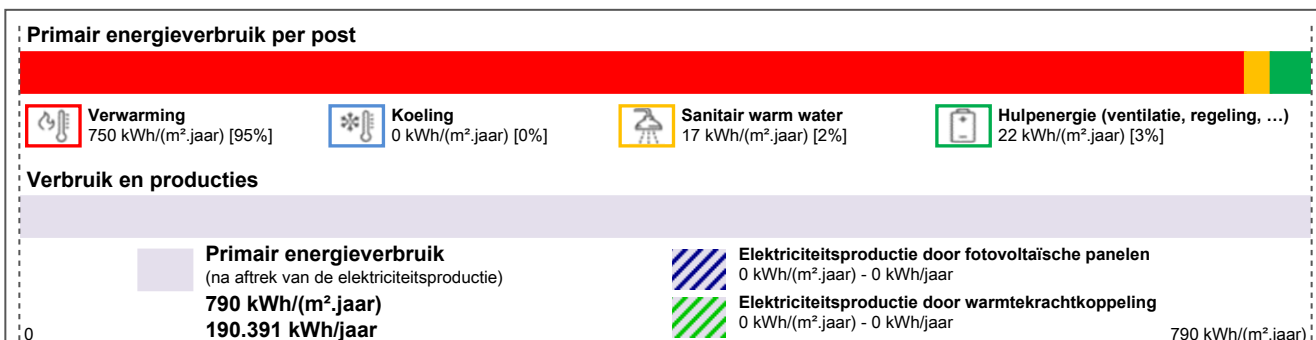 Primair energieverbruik per post
Verwarming
750 kWh/(m².jaar) [95%]
Koeling
0 kWh/(m².jaar) [0%]
Sanitair warm water
17 kWh/(m².jaar) [2%]
Hulpenergie (ventilatie, regeling, …)
22 kWh/(m².jaar) [3%]
Verbruik en producties
Primair energieverbruik
(na aftrek van de elektriciteitsproductie)
790 kWh/(m².jaar)
190.391 kWh/jaar
Elektriciteitsproductie door fotovoltaïsche panelen
0 kWh/(m².jaar) - 0 kWh/jaar
Elektriciteitsproductie door warmtekrachtkoppeling
0 kWh/(m².jaar) - 0 kWh/jaar
0
790 kWh/(m².jaar)